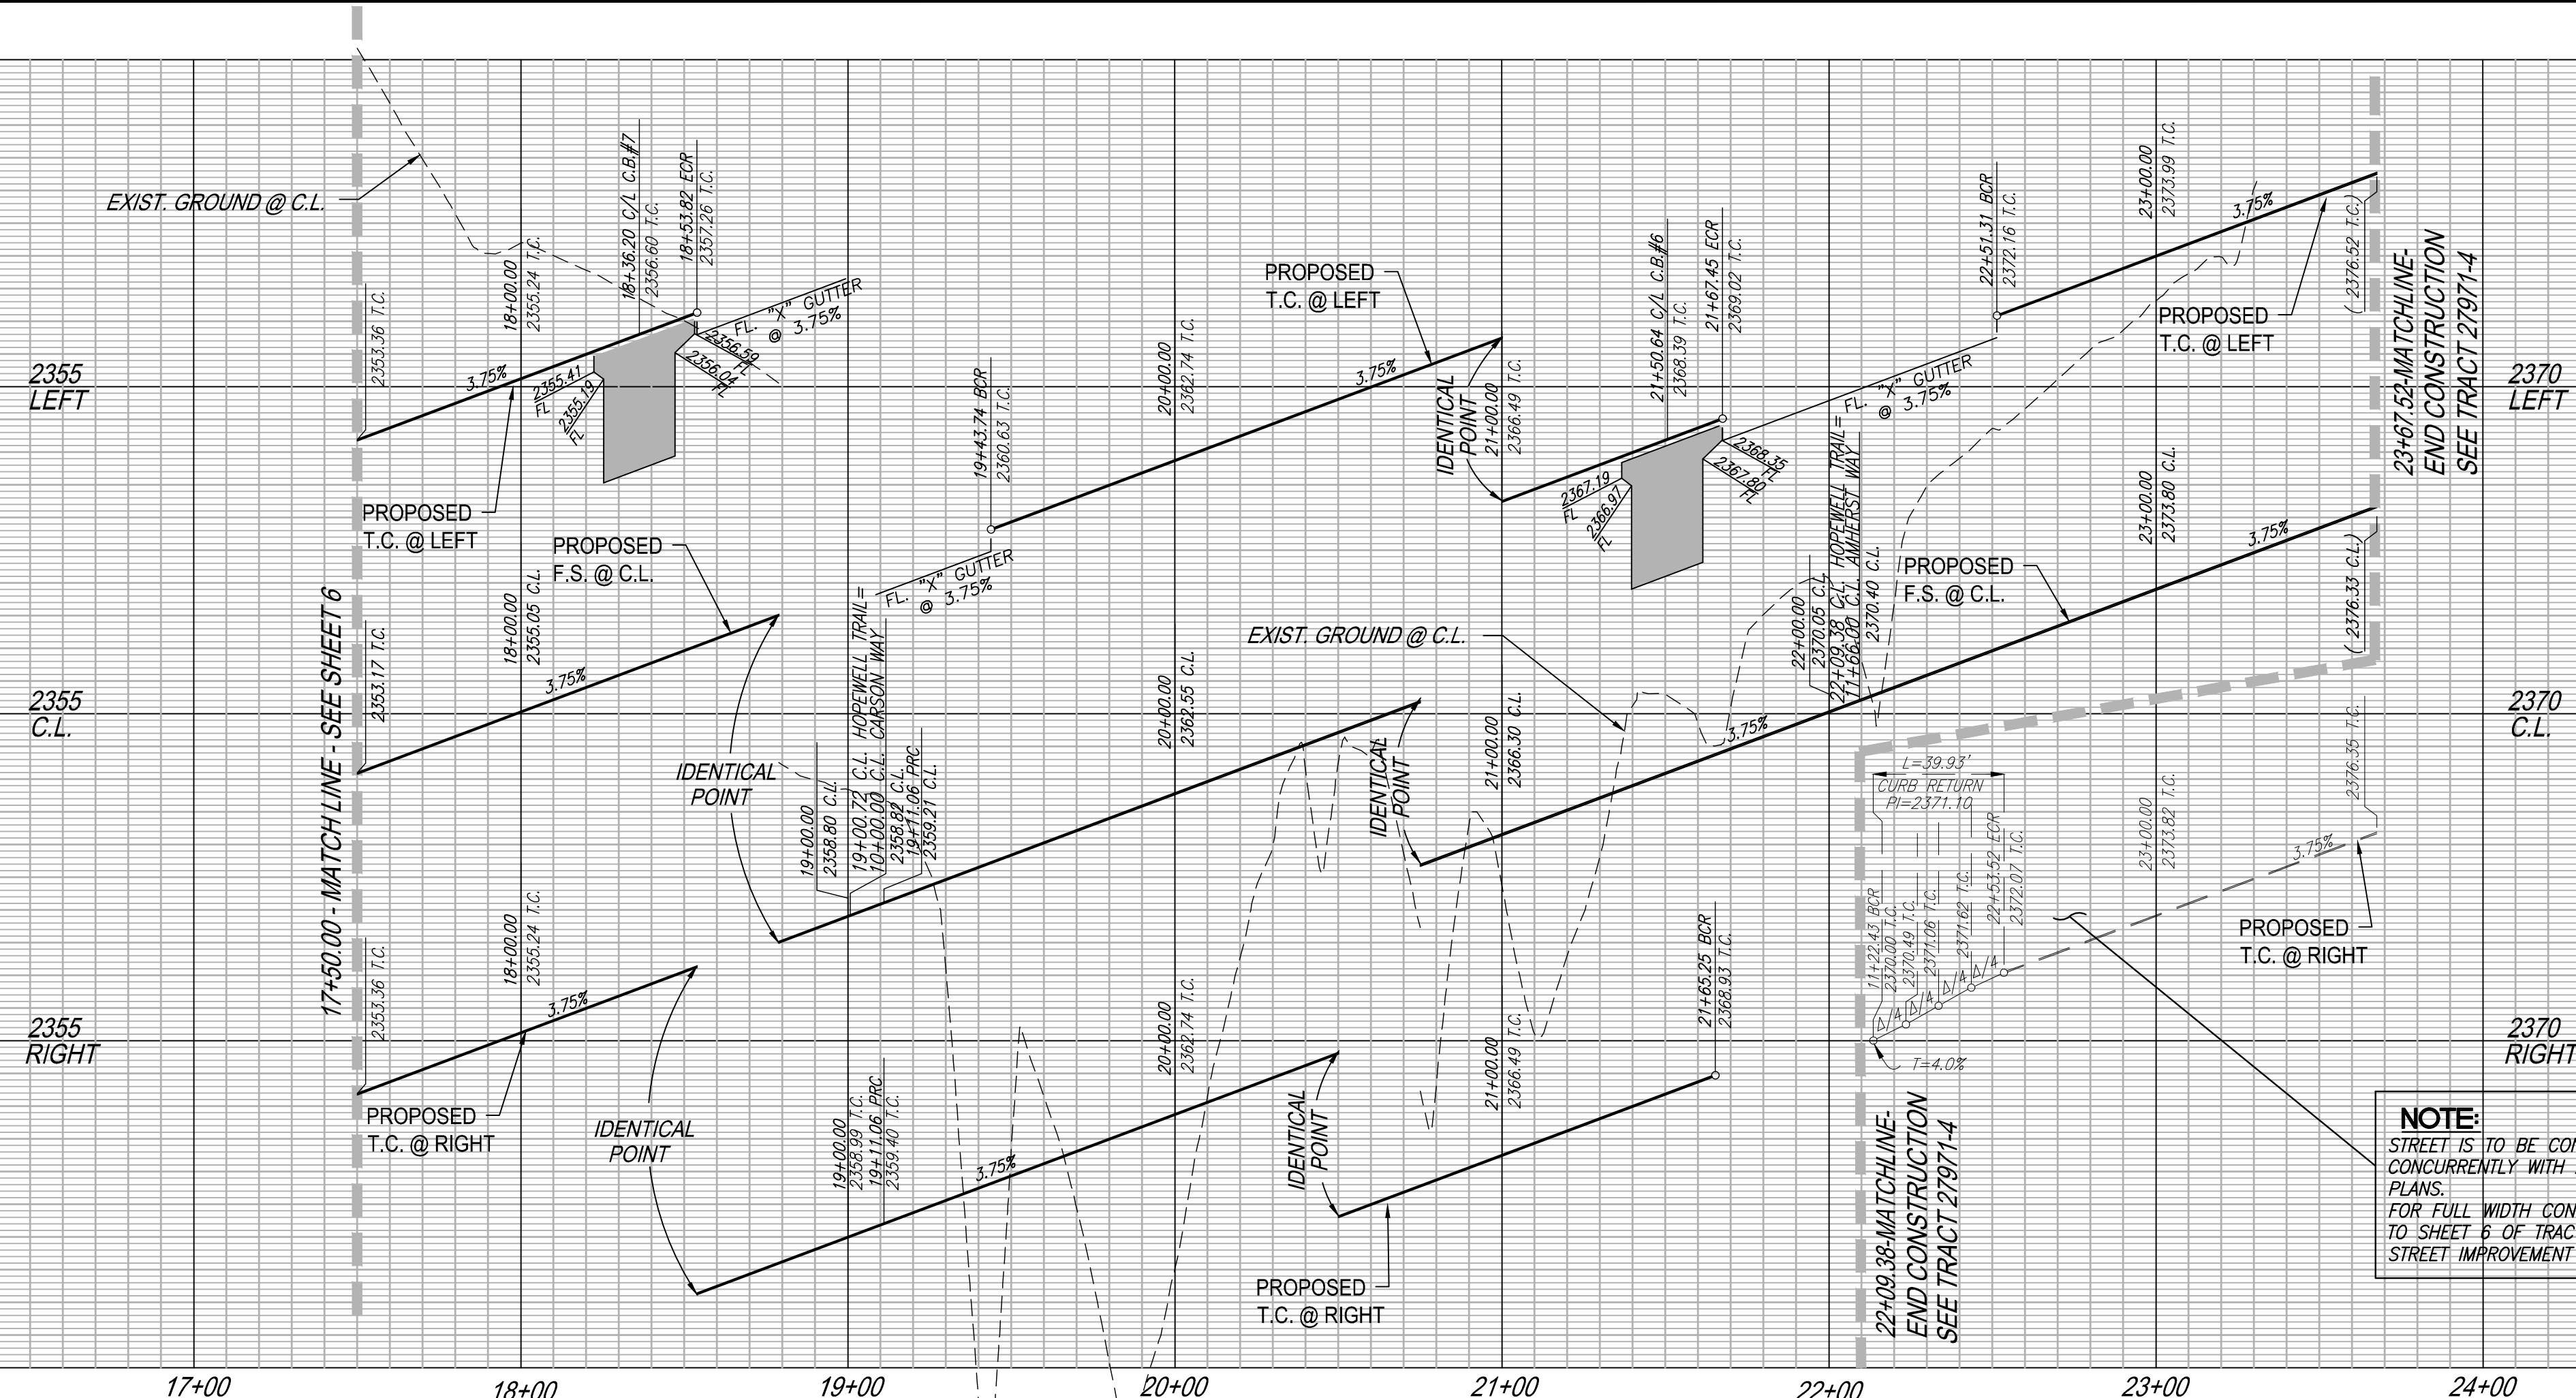 EXIST. GROUND @ C.L.
2355
LEFT
2355
C.L.
2355
RIGHT
17+50.00 - MATCH LINE - SEE SHEET 6
2353.36 T.C.
3.75%
18+00.00
2355.24 T.C.
18+36.20 C/L C.B.#7
2356.60 T.C.
18+53.82 ECR
2357.26 T.C.
2355.41
FL
2355.19
FL
2356.59
FL
2356.04
FL
FL. "X" GUTTER
@ 3.75%
PROPOSED
T.C. @ LEFT
2353.17 T.C.
PROPOSED
F.S. @ C.L.
18+00.00
2355.05 C.L.
3.75%
IDENTICAL
POINT
2353.36 T.C.
18+00.00
2355.24 T.C.
3.75%
PROPOSED
T.C. @ RIGHT
IDENTICAL
POINT
19+43.74 BCR
2360.63 T.C.
FL. "X" GUTTER
@ 3.75%
19+00.00
2358.80 C.L.
19+00.72 C.L. HOPEWELL TRAIL=
10+00.00 C.L. CARSON WAY
2358.82 C.L.
19+11.06 PRC
2359.21 C.L.
19+00.00
2358.99 T.C.
19+11.06 PRC
2359.40 T.C.
3.75%
20+00.00
2362.74 T.C.
20+00.00
2362.55 C.L.
20+00.00
2362.74 T.C.
PROPOSED
T.C. @ LEFT
3.75%
IDENTICAL
POINT
21+00.00
2366.49 T.C.
EXIST. GROUND @ C.L.
IDENTICAL
POINT
21+00.00
2366.30 C.L.
IDENTICAL
POINT
21+00.00
2366.49 T.C.
PROPOSED
T.C. @ RIGHT
21+50.64 C/L C.B.#6
2368.39 T.C.
21+67.45 ECR
2369.02 T.C.
2367.19
FL
2366.97
FL
2368.35
FL
2367.80
FL
FL. "X" GUTTER
@ 3.75%
3.75%
21+65.25 BCR
2368.93 T.C.
22+00.00
2370.05 C.L.
22+09.38 C.L. HOPEWELL TRAIL=
11+66.00 C.L. AMHERST WAY
2370.40 C.L.
PROPOSED
F.S. @ C.L.
22+51.31 BCR
2372.16 T.C.
23+00.00
2373.99 T.C.
3.75%
PROPOSED
T.C. @ LEFT
(2376.52 T.C.)
23+67.52-MATCHLINE-
END CONSTRUCTION
SEE TRACT 27971-4
23+00.00
2373.80 C.L.
3.75%
(2376.33 C.L.)
L=39.93'
CURB RETURN
PI=2371.10
11+22.43 BCR
2370.00 T.C.
2370.49 T.C.
2371.06 T.C.
2371.62 T.C.
22+53.52 ECR
2372.07 T.C.
Δ/4
Δ/4
Δ/4
Δ/4
T=4.0%
23+00.00
2373.82 T.C.
2376.35 T.C.
3.75%
PROPOSED
T.C. @ RIGHT
22+09.38-MATCHLINE-
END CONSTRUCTION
SEE TRACT 27971-4
2370
LEFT
2370
C.L.
2370
RIGHT
NOTE:
STREET IS TO BE CON
CONCURRENTLY WITH
PLANS.
FOR FULL WIDTH CON
TO SHEET 6 OF TRAC
STREET IMPROVEMENT
17+00
18+00
19+00
20+00
21+00
22+00
23+00
24+00